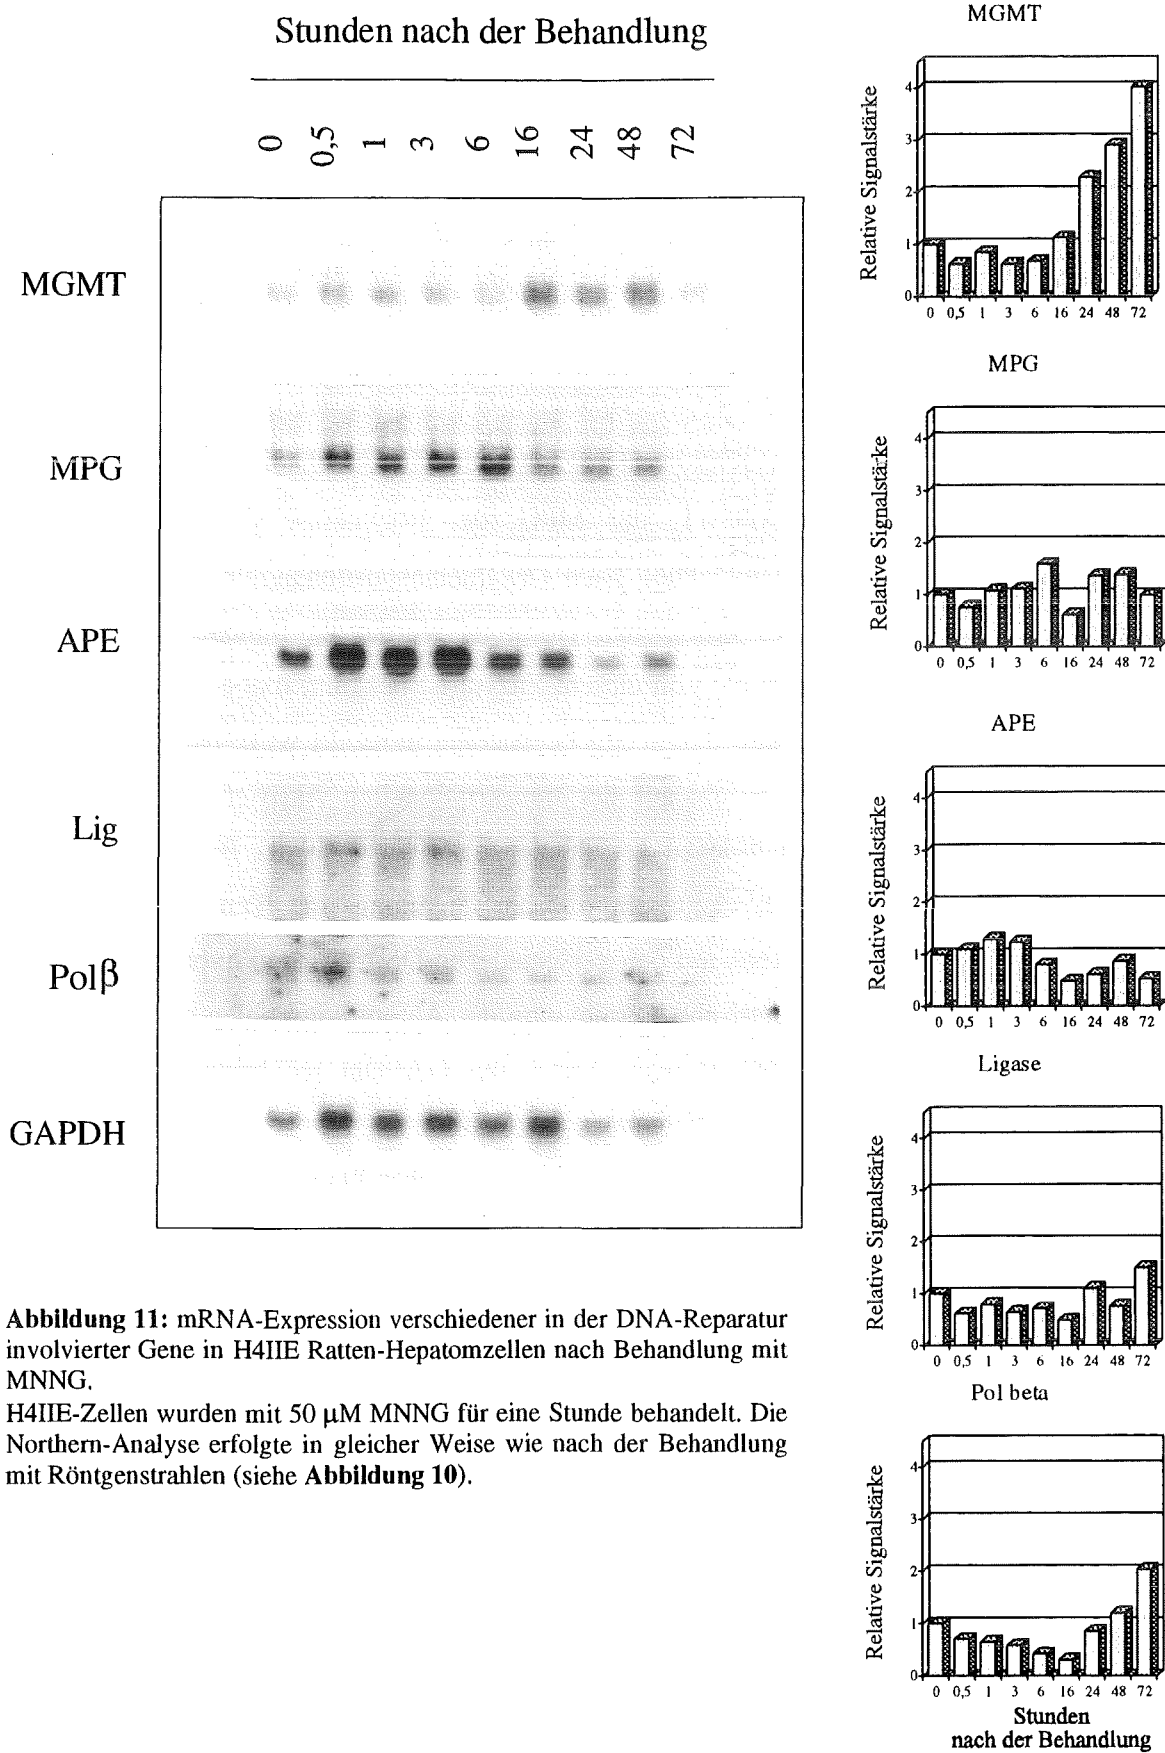 Stunden nach der Behandlung
0 0,5 1 3 6 16 24 48 72
MGMT
MPG
APE
Lig
Polβ
GAPDH
Abbildung 11: mRNA-Expression verschiedener in der DNA-Reparatur
involvierter Gene in H4IIE Ratten-Hepatomzellen nach Behandlung mit
MNNG.
H4IIE-Zellen wurden mit 50 µM MNNG für eine Stunde behandelt. Die
Northern-Analyse erfolgte in gleicher Weise wie nach der Behandlung
mit Röntgenstrahlen (siehe Abbildung 10).
MGMT
Relative Signalstärke
4
3
2
1
0
0 0,5 1 3 6 16 24 48 72
MPG
Relative Signalstärke
4
3
2
1
0
0 0,5 1 3 6 16 24 48 72
APE
Relative Signalstärke
4
3
2
1
0
0 0,5 1 3 6 16 24 48 72
Ligase
Relative Signalstärke
4
3
2
1
0
0 0,5 1 3 6 16 24 48 72
Pol beta
Relative Signalstärke
4
3
2
1
0
0 0,5 1 3 6 16 24 48 72
Stunden
nach der Behandlung